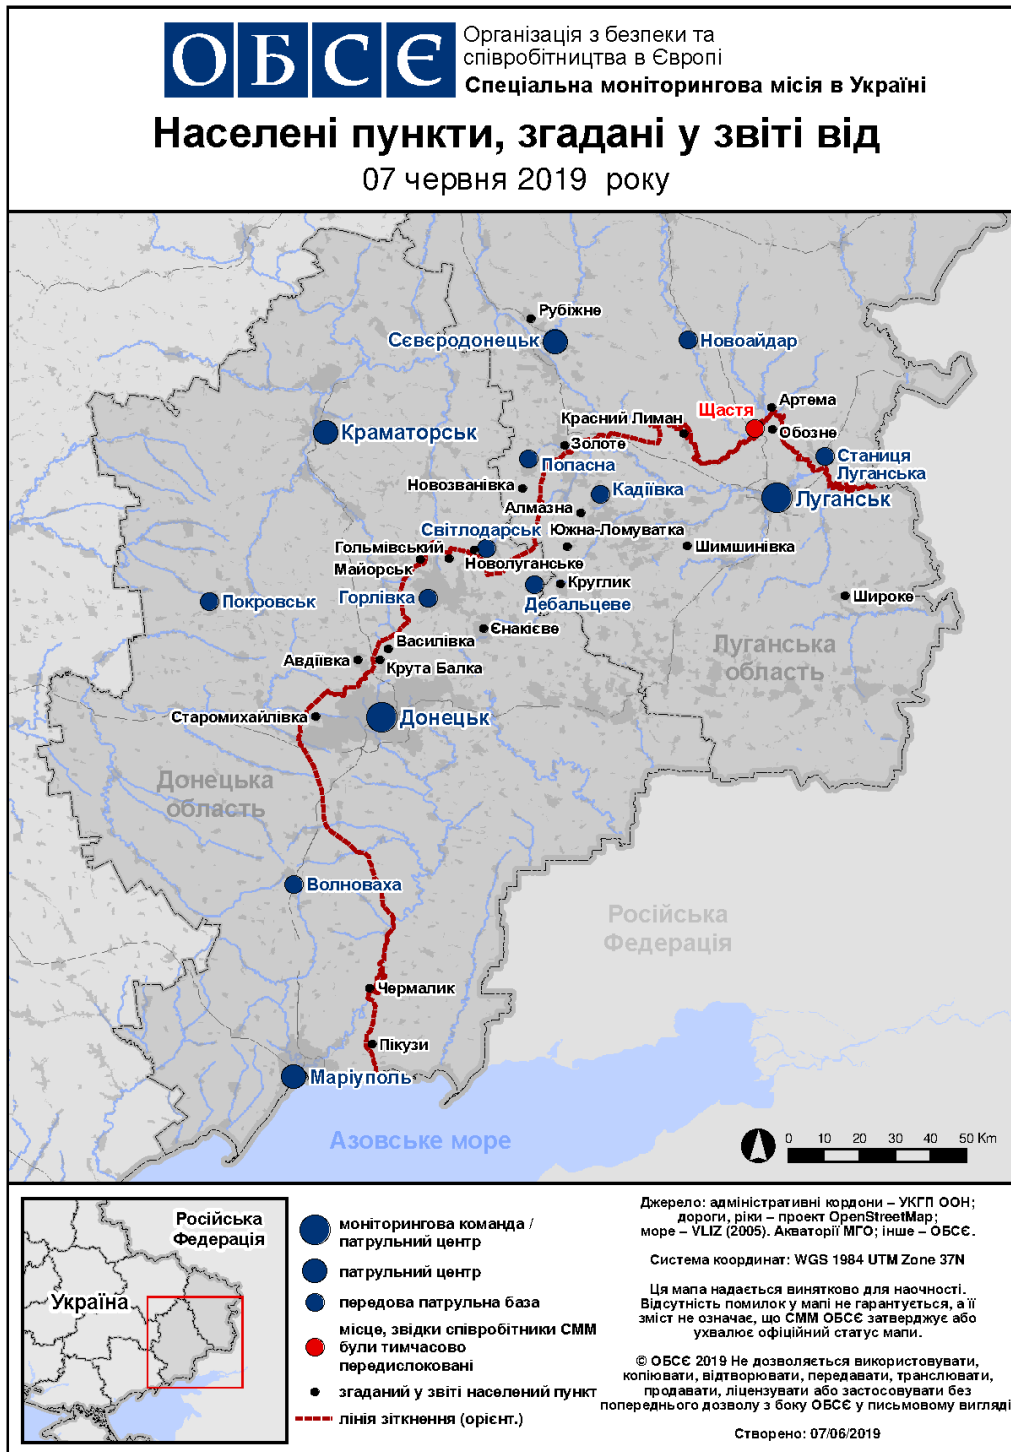 ОБСЄ
Організація з безпеки та
співробітництва в Європі
Спеціальна моніторингова місія в Україні
Населені пункти, згадані у звіті від
07 червня 2019 року
Рубіжне
Сєвєродонецьк
Новоайдар
Артема
Щастя
Красний Лиман
Обозне
Золоте
Краматорськ
Станиця
Луганська
Попасна
Новозванівка
Кадіївка
Луганськ
Алмазна
Світлодарськ
Южна-Ломуватка
Гольмівський
Шимшинівка
Новолуганське
Майорськ
Круглик
Горлівка
Дебальцеве
Широке
Покровськ
Єнакієве
Василівка
Луганська
область
Авдіївка
Крута Балка
Старомихайлівка
Донецьк
Донецька
область
Волноваха
Російська
Федерація
Чермалик
Пікузи
Маріуполь
Азовське море
0 10 20 30 40 50 Km
Російська
Федерація
Україна
моніторингова команда /
патрульний центр
патрульний центр
передова патрульна база
місце, звідки співробітники СММ
були тимчасово
передислоковані
згаданий у звіті населений пункт
лінія зіткнення (орієнт.)
Джерело: адміністративні кордони – УКГП ООН;
дороги, ріки – проект OpenStreetMap;
море – VLIZ (2005). Акваторії МГО; інше – ОБСЄ.
Система координат: WGS 1984 UTM Zone 37N
Ця мапа надається винятково для наочності.
Відсутність помилок у мапі не гарантується, а її
зміст не означає, що СММ ОБСЄ затверджує або
ухвалює офіційний статус мапи.
© ОБСЄ 2019 Не дозволяється використовувати,
копіювати, відтворювати, передавати, транслювати,
продавати, ліцензувати або застосовувати без
попереднього дозволу з боку ОБСЄ у письмовому вигляді
Створено: 07/06/2019